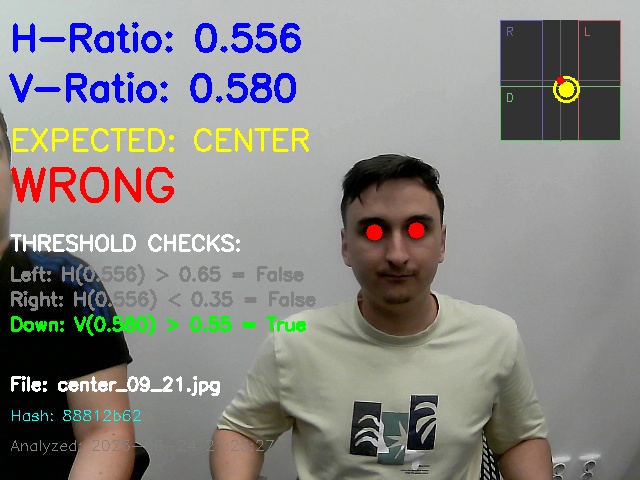 H-Ratio: 0.556
V-Ratio: 0.580
EXPECTED: CENTER
WRONG
THRESHOLD CHECKS:
Left: H(0.556) > 0.65 = False
Right: H(0.556) < 0.35 = False
Down: V(0.580) > 0.55 = True
File: center_09_21.jpg
Hash: 88812b62
Analyzed:
R
L
D